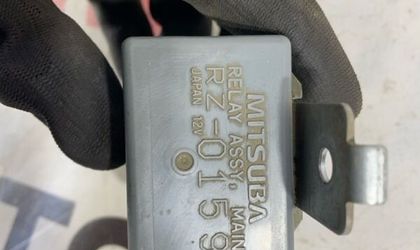 MITSUBA
RELAY ASSY, MAIN
RZ-0159
JAPAN 12V